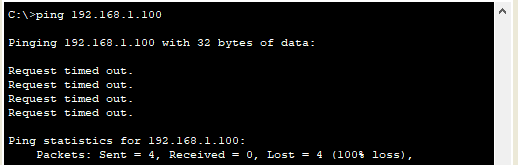 C:\>ping 192.168.1.100
Pinging 192.168.1.100 with 32 bytes of data:
Request timed out.
Request timed out.
Request timed out.
Request timed out.
Ping statistics for 192.168.1.100:
Packets: Sent = 4, Received = 0, Lost = 4 (100% loss),